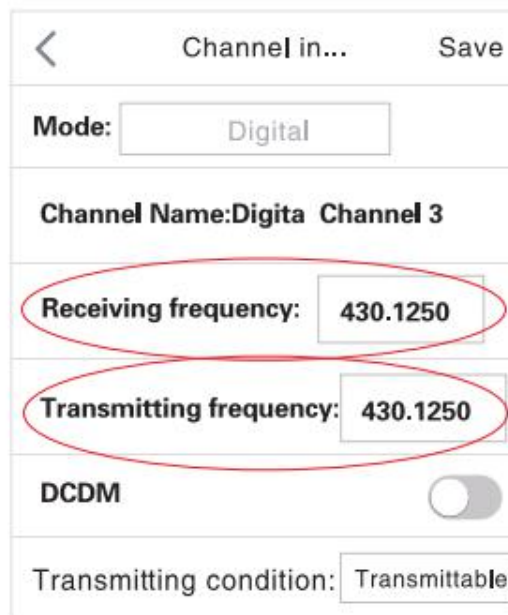 Channel in... Save
Mode: Digital
Channel Name:Digita Channel 3
Receiving frequency: 430.1250
Transmitting frequency: 430.1250
DCDM
Transmitting condition: Transmittable